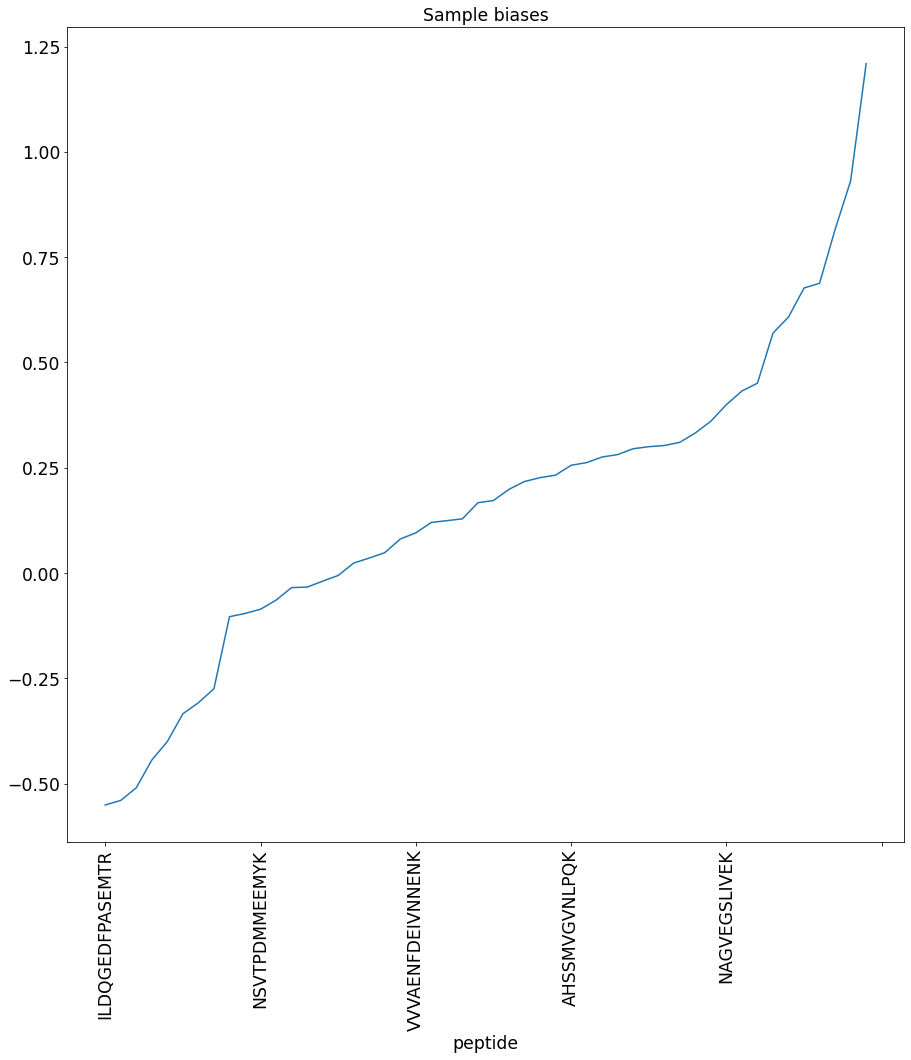 Sample biases
1.25
1.00
0.75
0.50
0.25
0.00
−0.25
−0.50
ILDQGEDFPASEMTR
NSVTPDMMEEMYK
VVVAENFDEIVNNENK
AHSSMVGVNLPQK
NAGVEGSLIVEK
peptide